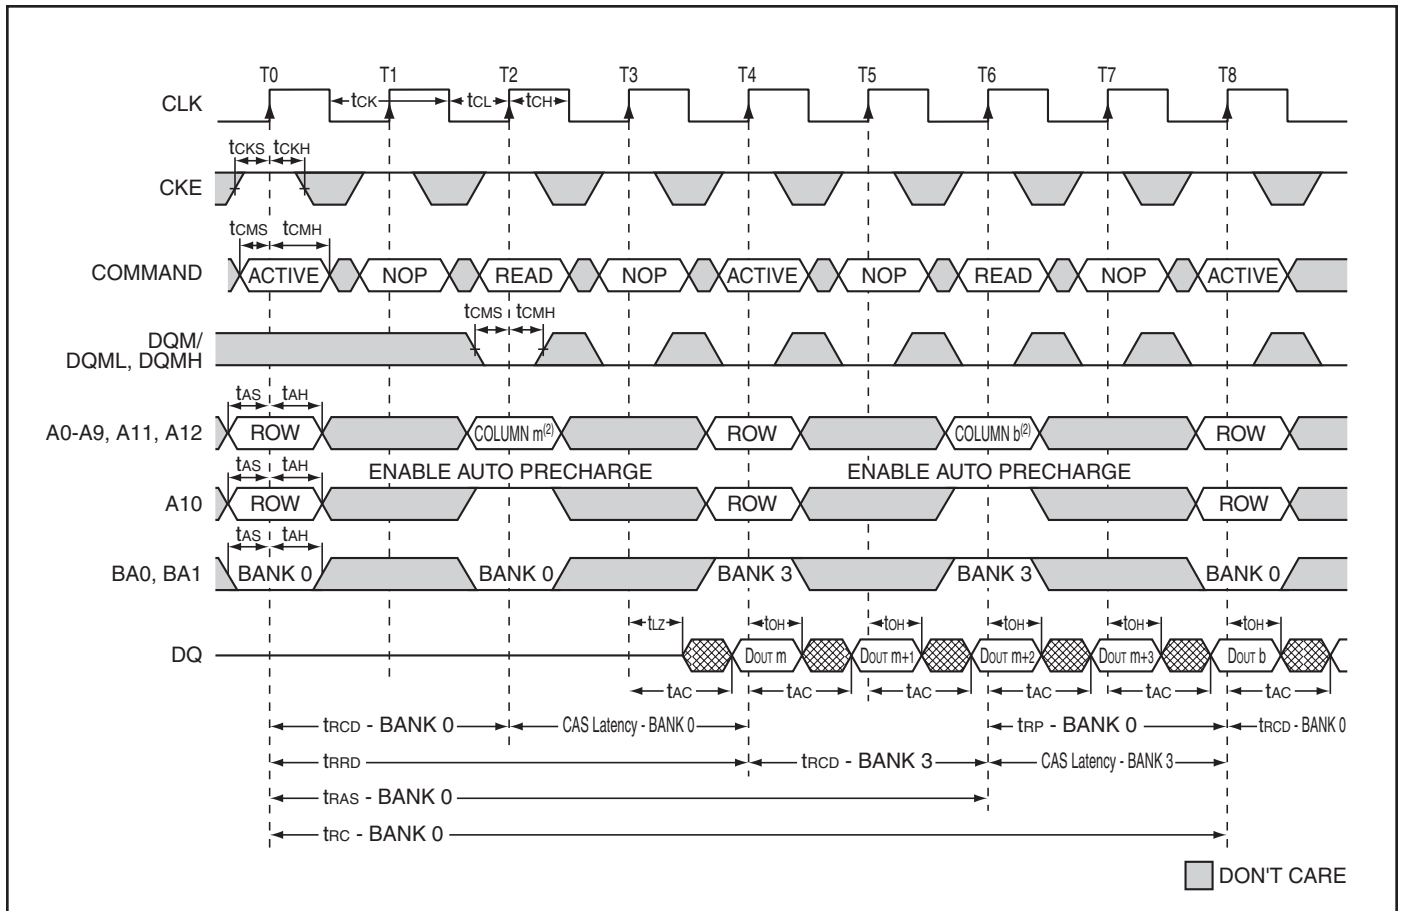 T0 T1 T2 T3 T4 T5 T6 T7 T8
CLK
tCK tCL tCH
tCKS tCKH
CKE
tCMS tCMH
COMMAND ACTIVE NOP READ NOP ACTIVE NOP READ NOP ACTIVE
tCMS tCMH
DQM/
DQML, DQMH
tAS tAH
A0-A9, A11, A12 ROW COLUMN m(2) ROW COLUMN b(2) ROW
tAS tAH ENABLE AUTO PRECHARGE ENABLE AUTO PRECHARGE
A10 ROW ROW ROW
tAS tAH
BA0, BA1 BANK 0 BANK 0 BANK 3 BANK 3 BANK 0
tLZ tOH tOH tOH tOH tOH
DQ DOUT m DOUT m+1 DOUT m+2 DOUT m+3 DOUT b
tAC tAC tAC tAC tAC tAC
tRCD - BANK 0 CAS Latency - BANK 0 tRP - BANK 0 tRCD - BANK 0
tRRD tRCD - BANK 3 CAS Latency - BANK 3
tRAS - BANK 0
tRC - BANK 0
DON'T CARE